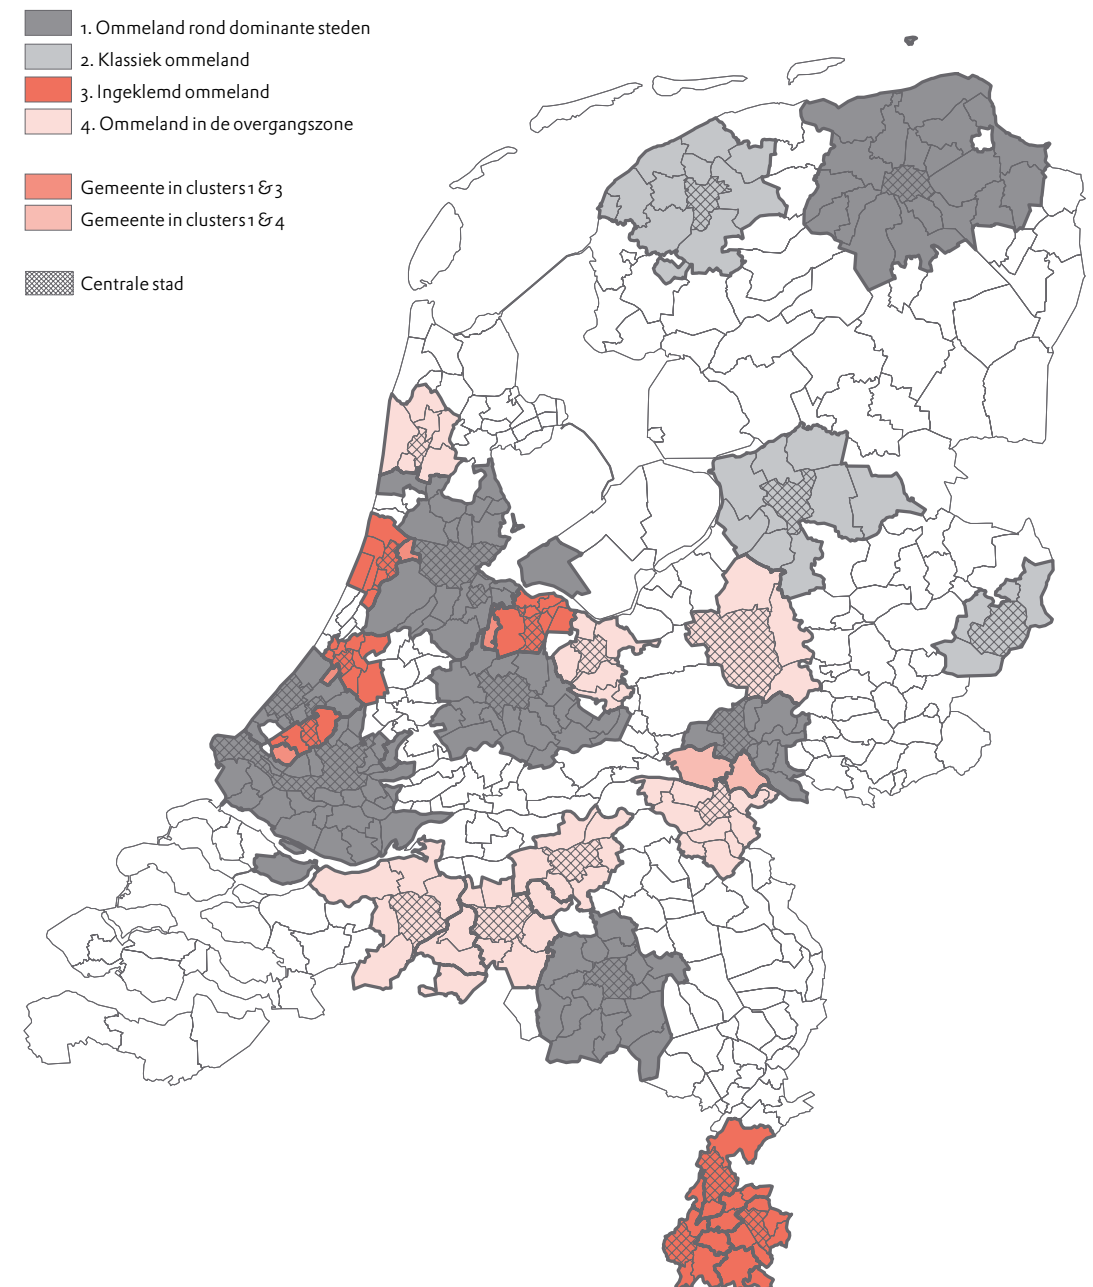 1. Ommeland rond dominante steden
2. Klassiek ommeland
3. Ingeklemd ommeland
4. Ommeland in de overgangszone
Gemeente in clusters 1 & 3
Gemeente in clusters 1 & 4
Centrale stad